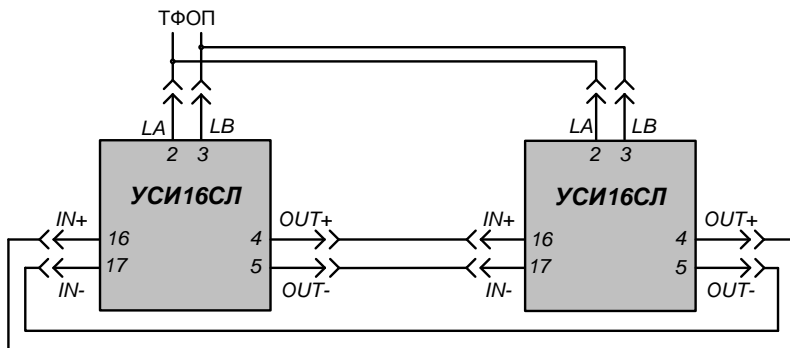 ТФОП
LA LB LA LB
2 3 2 3
УСИ16СЛ УСИ16СЛ
IN+ OUT+ IN+ OUT+
16 4 16 4
17 5 17 5
IN- OUT- IN- OUT-